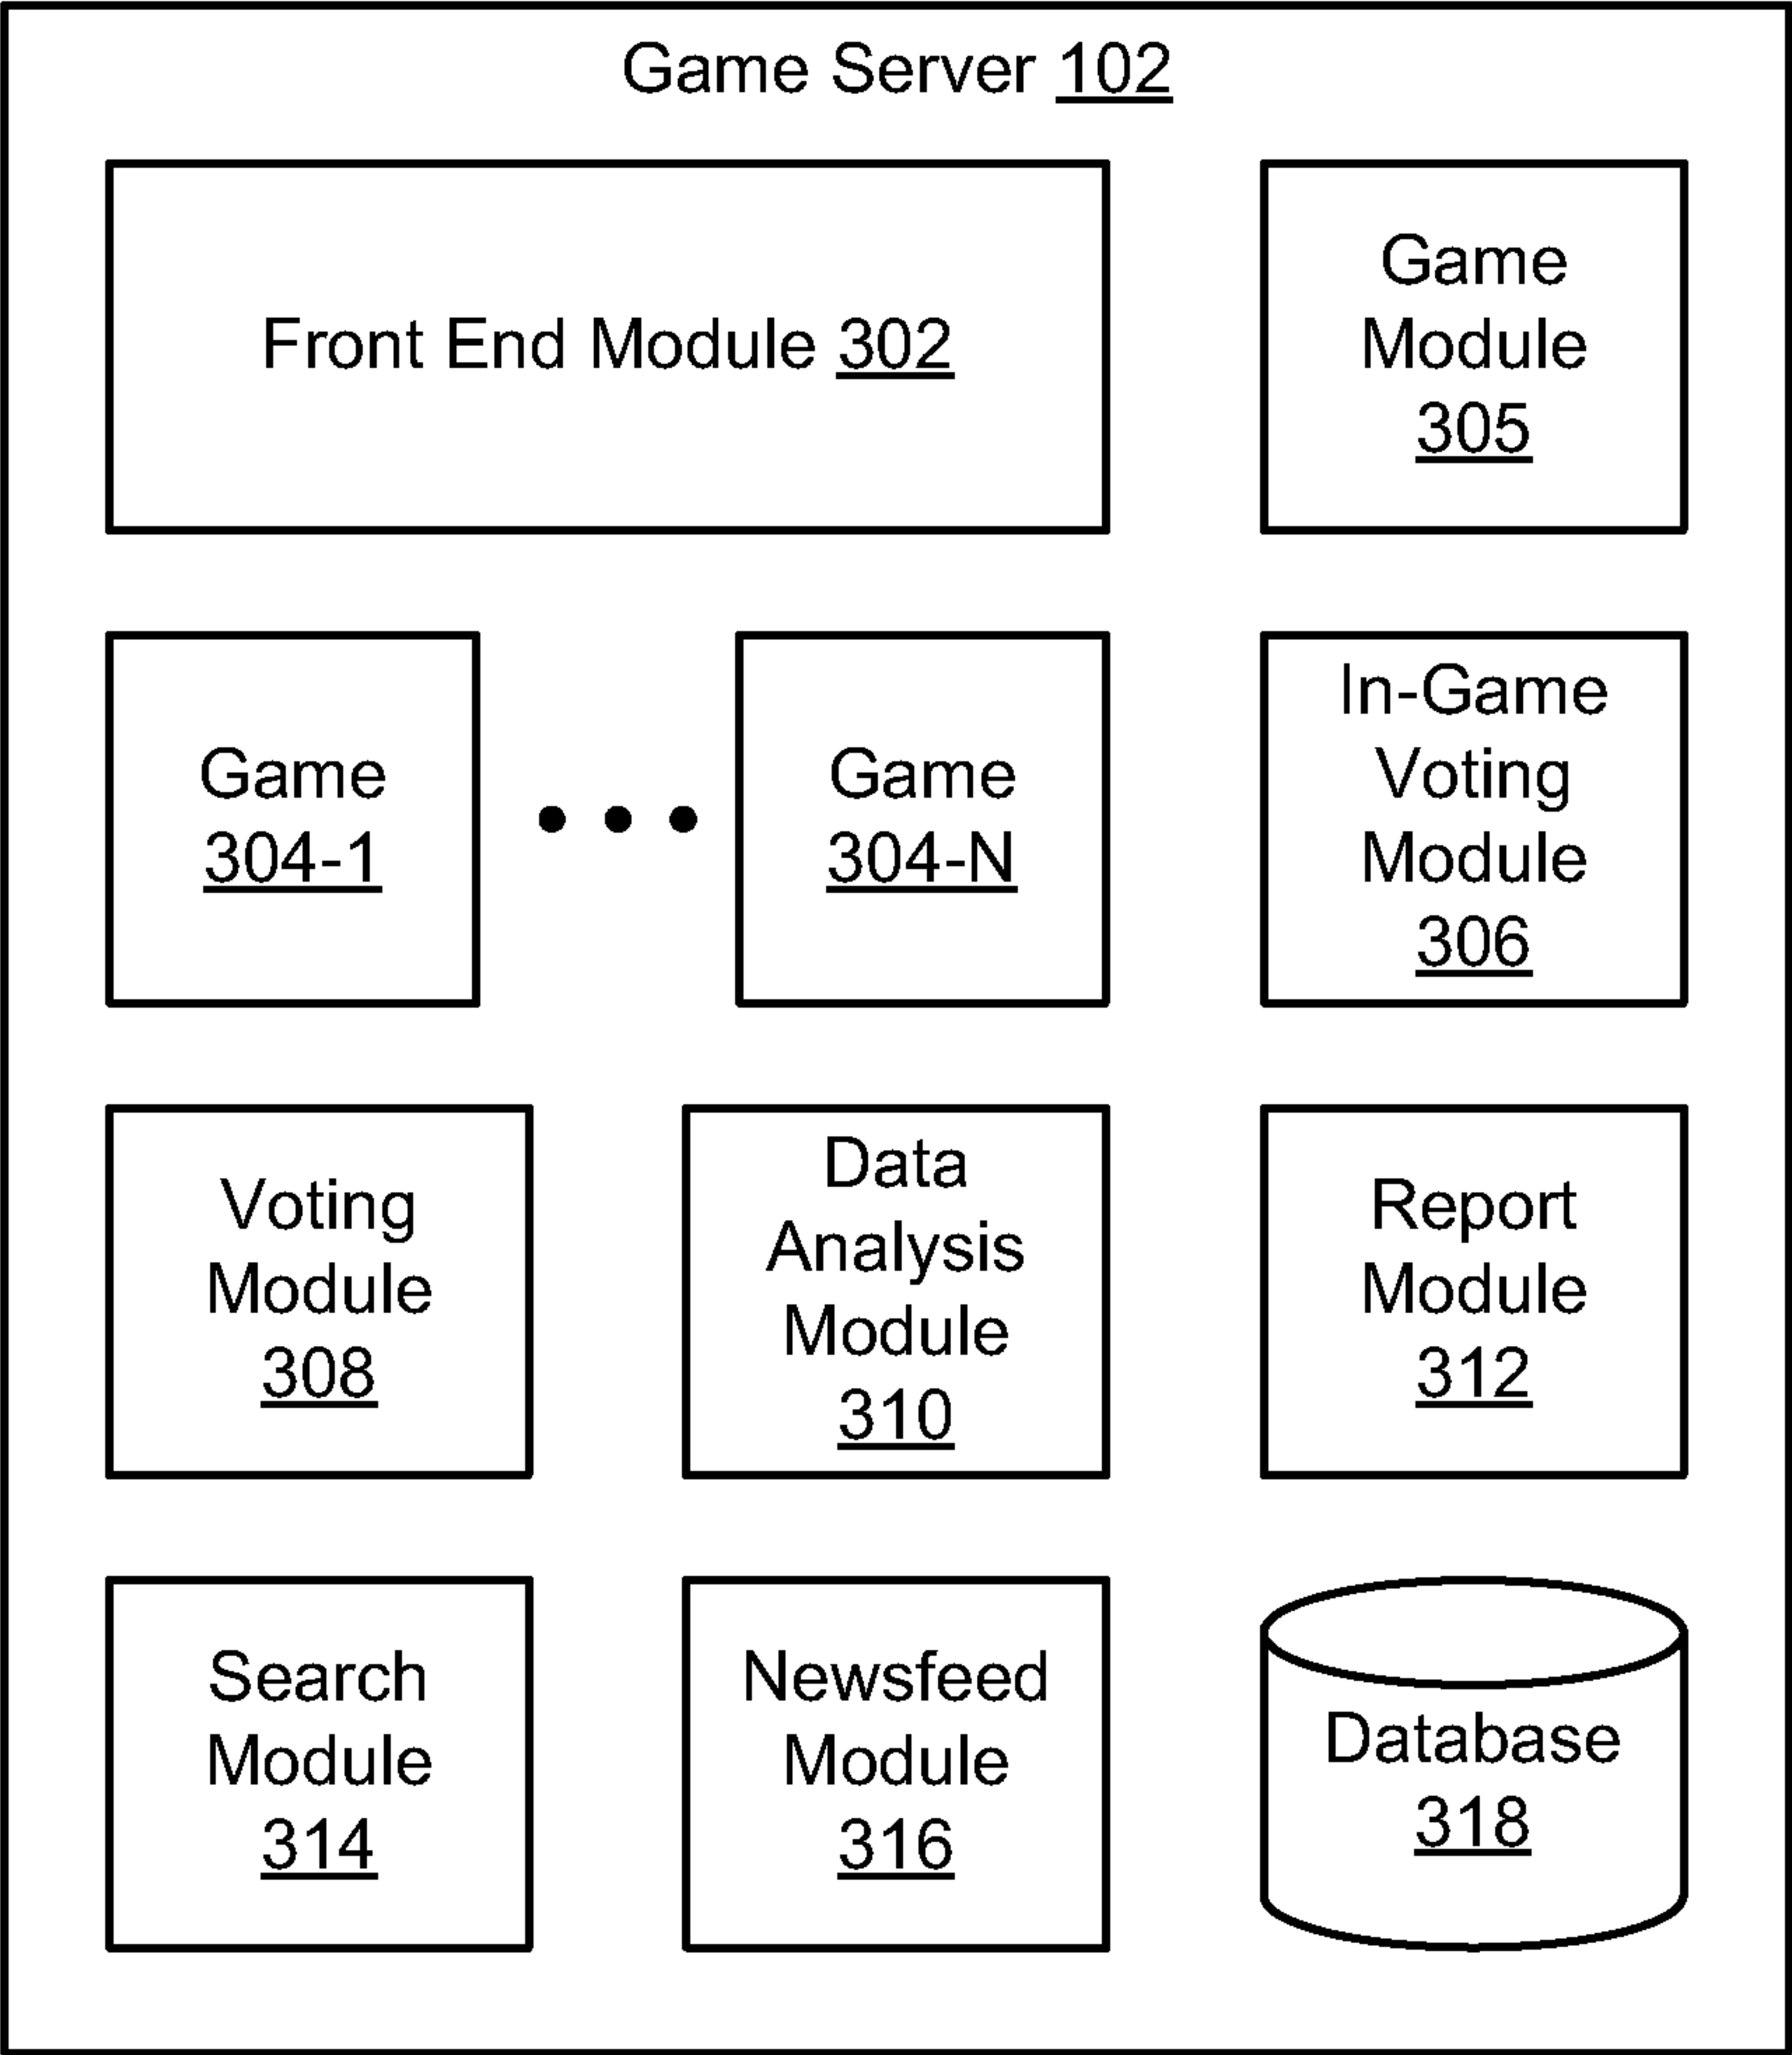 Game Server 102
Front End Module 302
Game
Module
305
Game
304-1
Game
304-N
In-Game
Voting
Module
306
Voting
Module
308
Data
Analysis
Module
310
Report
Module
312
Search
Module
314
Newsfeed
Module
316
Database
318